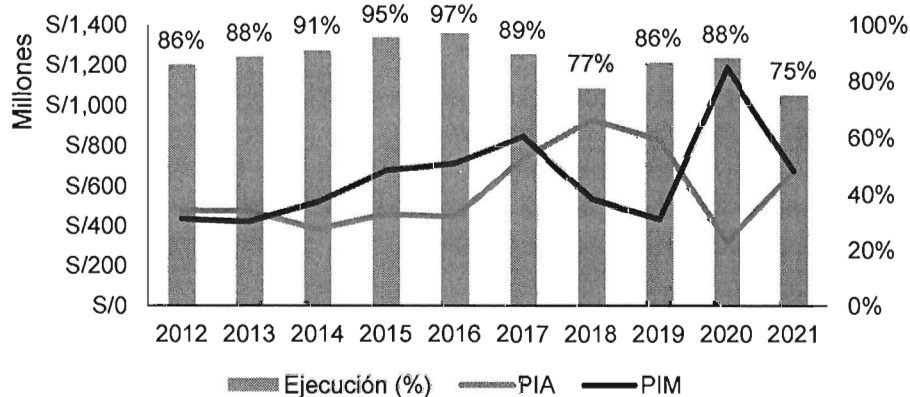 Millones
S/1,400
S/1,200
S/1,000
S/800
S/600
S/400
S/200
S/0
86%
88%
91%
95%
97%
89%
77%
86%
88%
75%
100%
80%
60%
40%
20%
0%
2012 2013 2014 2015 2016 2017 2018 2019 2020 2021
Ejecución (%) PIA PIM